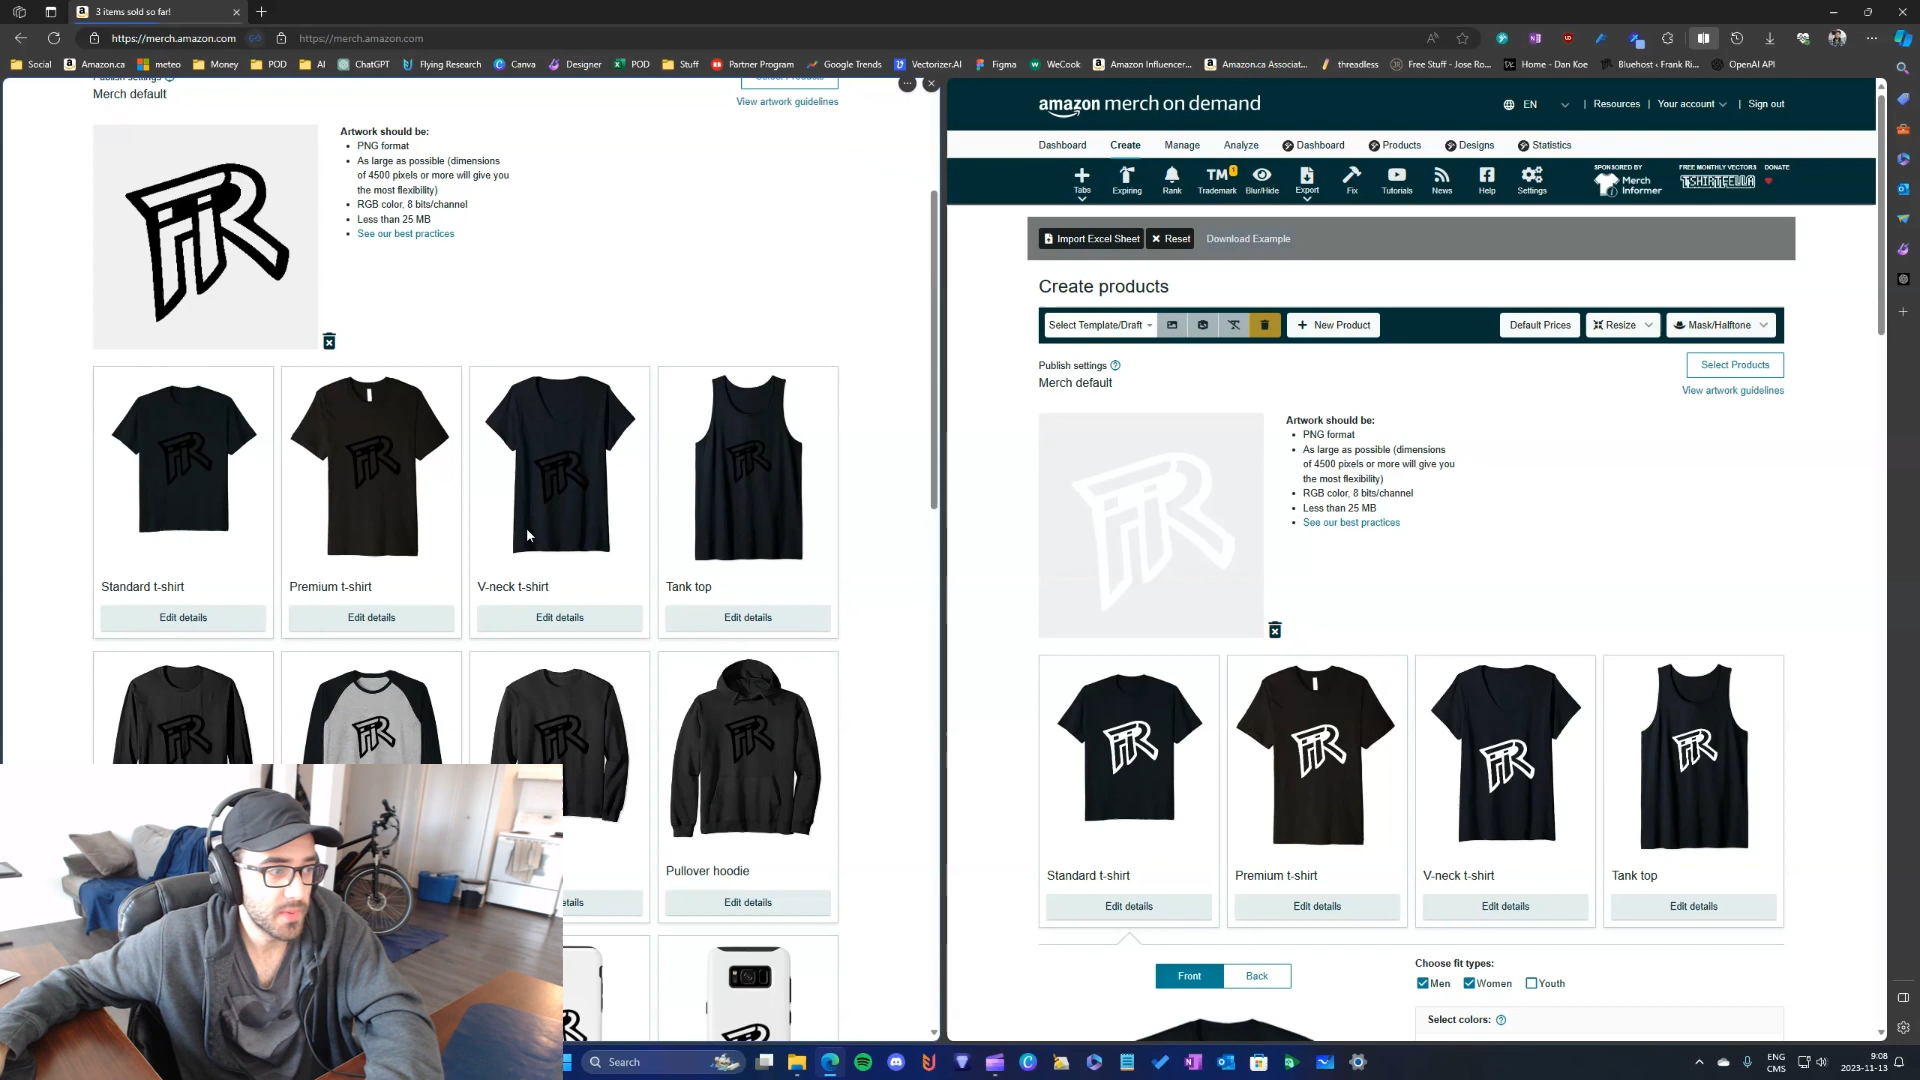 3 items sold so far!
https://merch.amazon.com
https://merch.amazon.com
Social
Amazon.ca
meteo
Money
POD
AI
ChatGPT
Flying Research
Canva
Designer
POD
Stuff
Partner Program
Google Trends
Vectorizer.AI
Figma
WeCook
Amazon Influencer...
Amazon.ca Associat...
threadless
Free Stuff - Jose Ro...
Home - Dan Koe
Bluehost ‹ Frank Ri...
OpenAI API
Publish settings
Merch default
Select Products
View artwork guidelines
Artwork should be:
PNG format
As large as possible (dimensions
of 4500 pixels or more will give you
the most flexibility)
RGB color, 8 bits/channel
Less than 25 MB
See our best practices
Standard t-shirt
Premium t-shirt
V-neck t-shirt
Tank top
Edit details
Edit details
Edit details
Edit details
Pullover hoodie
etails
Edit details
amazon merch on demand
EN
Resources
Your account
Sign out
Dashboard
Create
Manage
Analyze
Dashboard
Products
Designs
Statistics
Tabs
Expiring
Rank
TM 1
Trademark
Blur/Hide
Export
Fix
Tutorials
News
Help
Settings
SPONSORED BY
Merch
Informer
FREE MONTHLY VECTORS
TSHIRTFELLA
DONATE
Import Excel Sheet
Reset
Download Example
Create products
Select Template/Draft
New Product
Default Prices
Resize
Mask/Halftone
Publish settings
Merch default
Select Products
View artwork guidelines
Artwork should be:
PNG format
As large as possible (dimensions
of 4500 pixels or more will give you
the most flexibility)
RGB color, 8 bits/channel
Less than 25 MB
See our best practices
Standard t-shirt
Premium t-shirt
V-neck t-shirt
Tank top
Edit details
Edit details
Edit details
Edit details
Front
Back
Choose fit types:
Men
Women
Youth
Select colors:
Search
ENG
CMS
9:08
2023-11-13